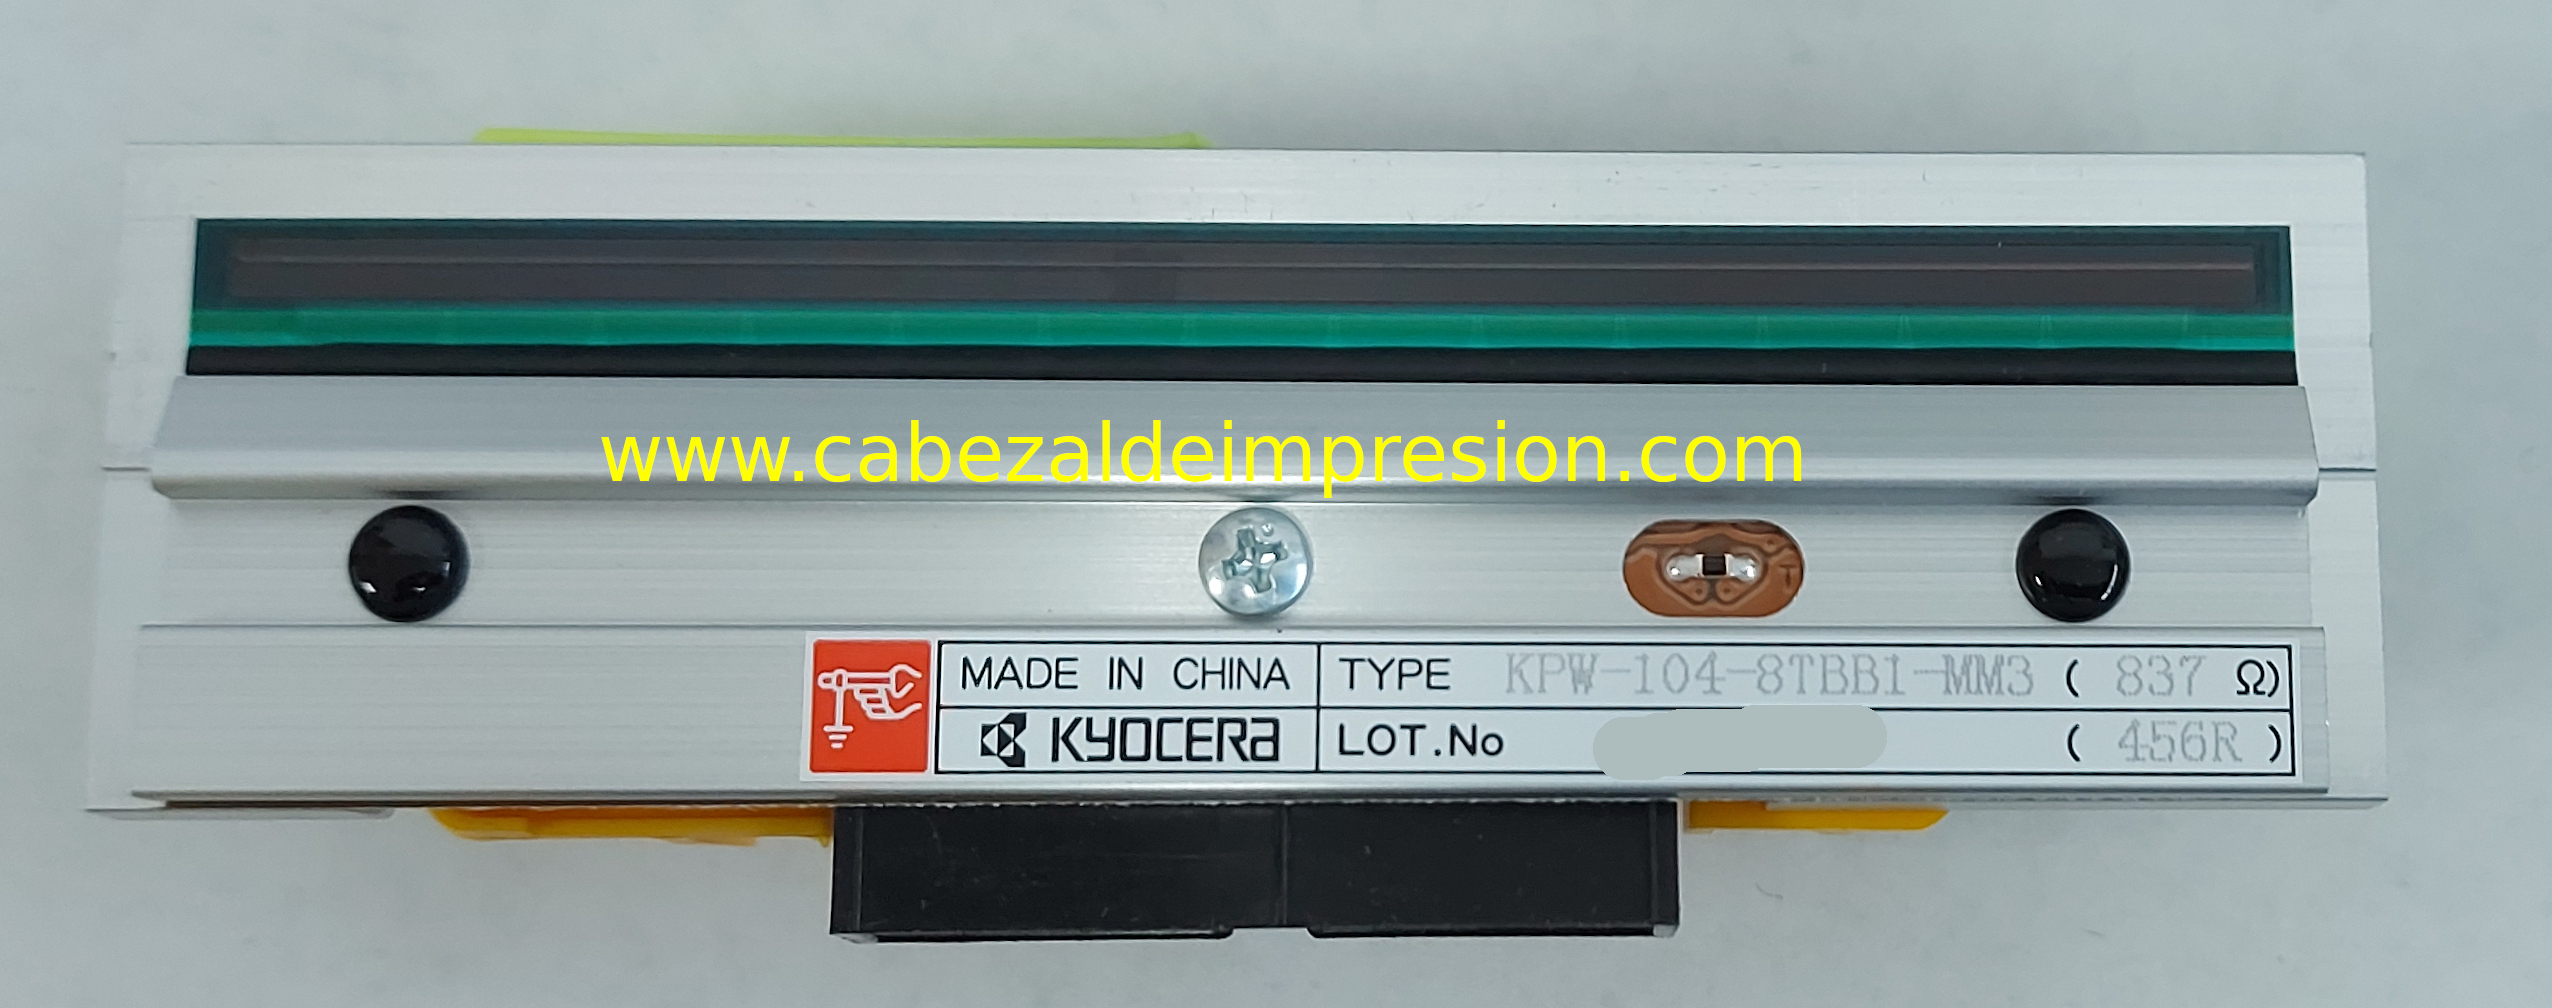 www.cabezaldeimpresion.com
MADE IN CHINA TYPE KPW-104-8TBB1-MM3 ( 837 Ω)
KYOCERA LOT.No ( 456R )